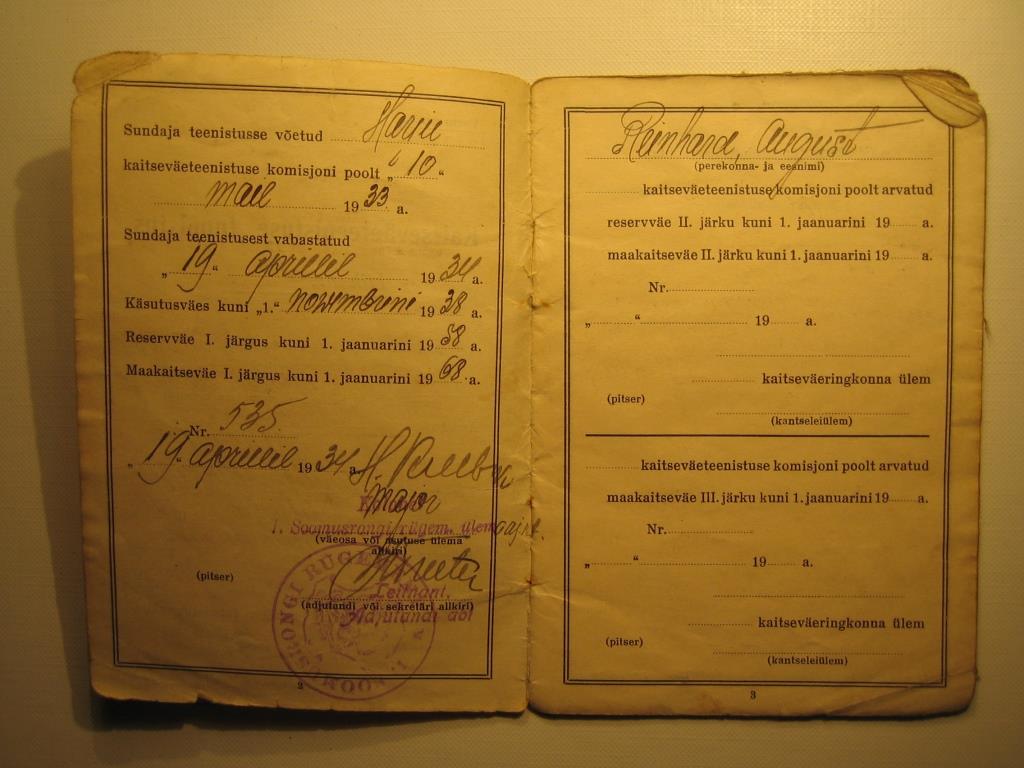 Sundaja teenistusse võetud Harju
kaitseväeteenistuse komisjoni poolt „10“
mail 1933 a.
Sundaja teenistusest vabastatud
„19“ aprillil 1934 a.
Käsutusväes kuni „1.“ novembrini 1938 a.
Reservväe I. järgus kuni 1. jaanuarini 1958 a.
Maakaitseväe I. järgus kuni 1. jaanuarini 1968. a.
Nr. 535.
„19“ aprillil 1934 a.
major
1. Soomusrongi rügem. ülem
(väeosa või asutuse ülema
allkiri)
(pitser)
Leitnant,
(adjutandi või sekretäri allkiri)
Adjutandi abi
2
Reinhard, August
(perekonna- ja eesnimi)
kaitseväeteenistuse komisjoni poolt arvatud
reservväe II. järku kuni 1. jaanuarini 19 a.
maakaitseväe II. järku kuni 1. jaanuarini 19 a.
Nr.
„ “ 19 a.
kaitseväeringkonna ülem
(pitser)
(kantseleiülem)
kaitseväeteenistuse komisjoni poolt arvatud
maakaitseväe III. järku kuni 1. jaanuarini 19 a.
Nr.
„ “ 19 a.
kaitseväeringkonna ülem
(pitser)
(kantseleiülem)
3